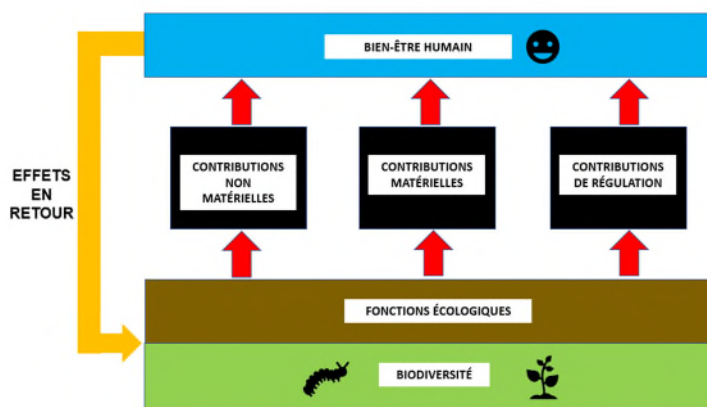 BIEN-ÊTRE HUMAIN
EFFETS
EN
RETOUR
CONTRIBUTIONS
NON
MATÉRIELLES
CONTRIBUTIONS
MATÉRIELLES
CONTRIBUTIONS
DE RÉGULATION
FONCTIONS ÉCOLOGIQUES
BIODIVERSITÉ